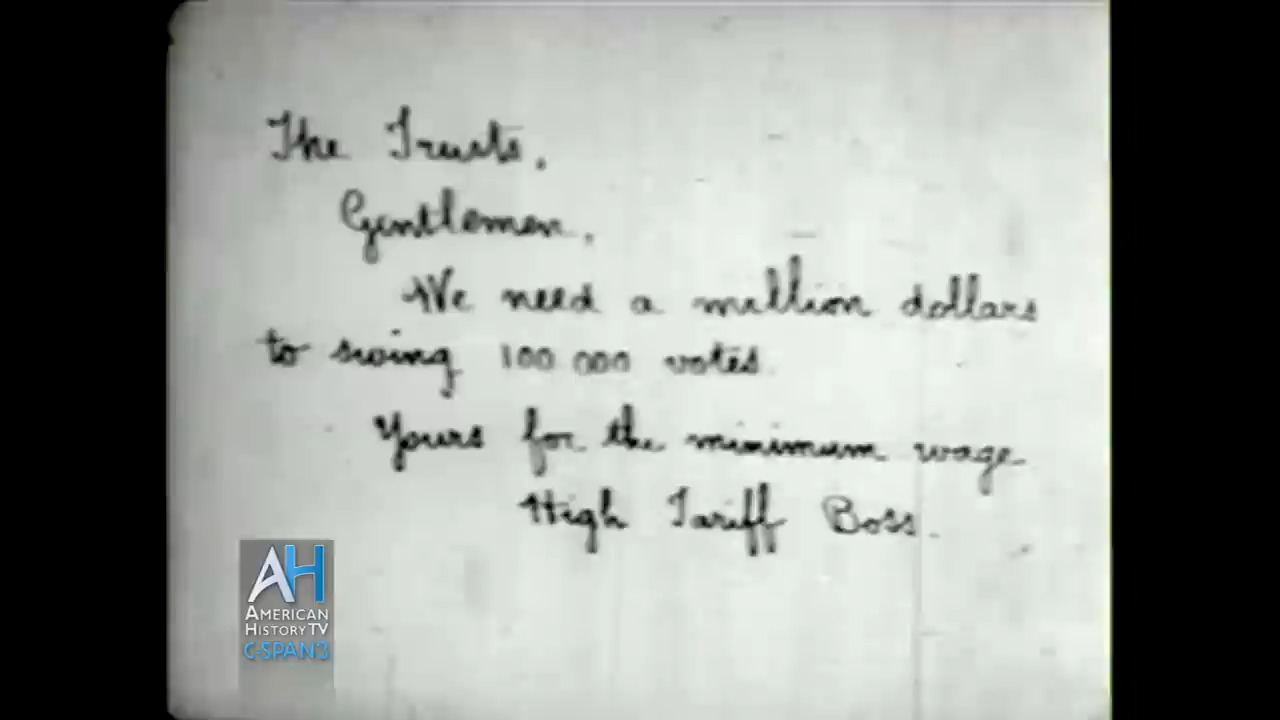 The Trusts.
Gentlemen.
We need a million dollars
to swing 100 000 votes.
Yours for the minimum wage
High Tariff Boss.
AH
AMERICAN
HISTORY TV
C-SPAN3